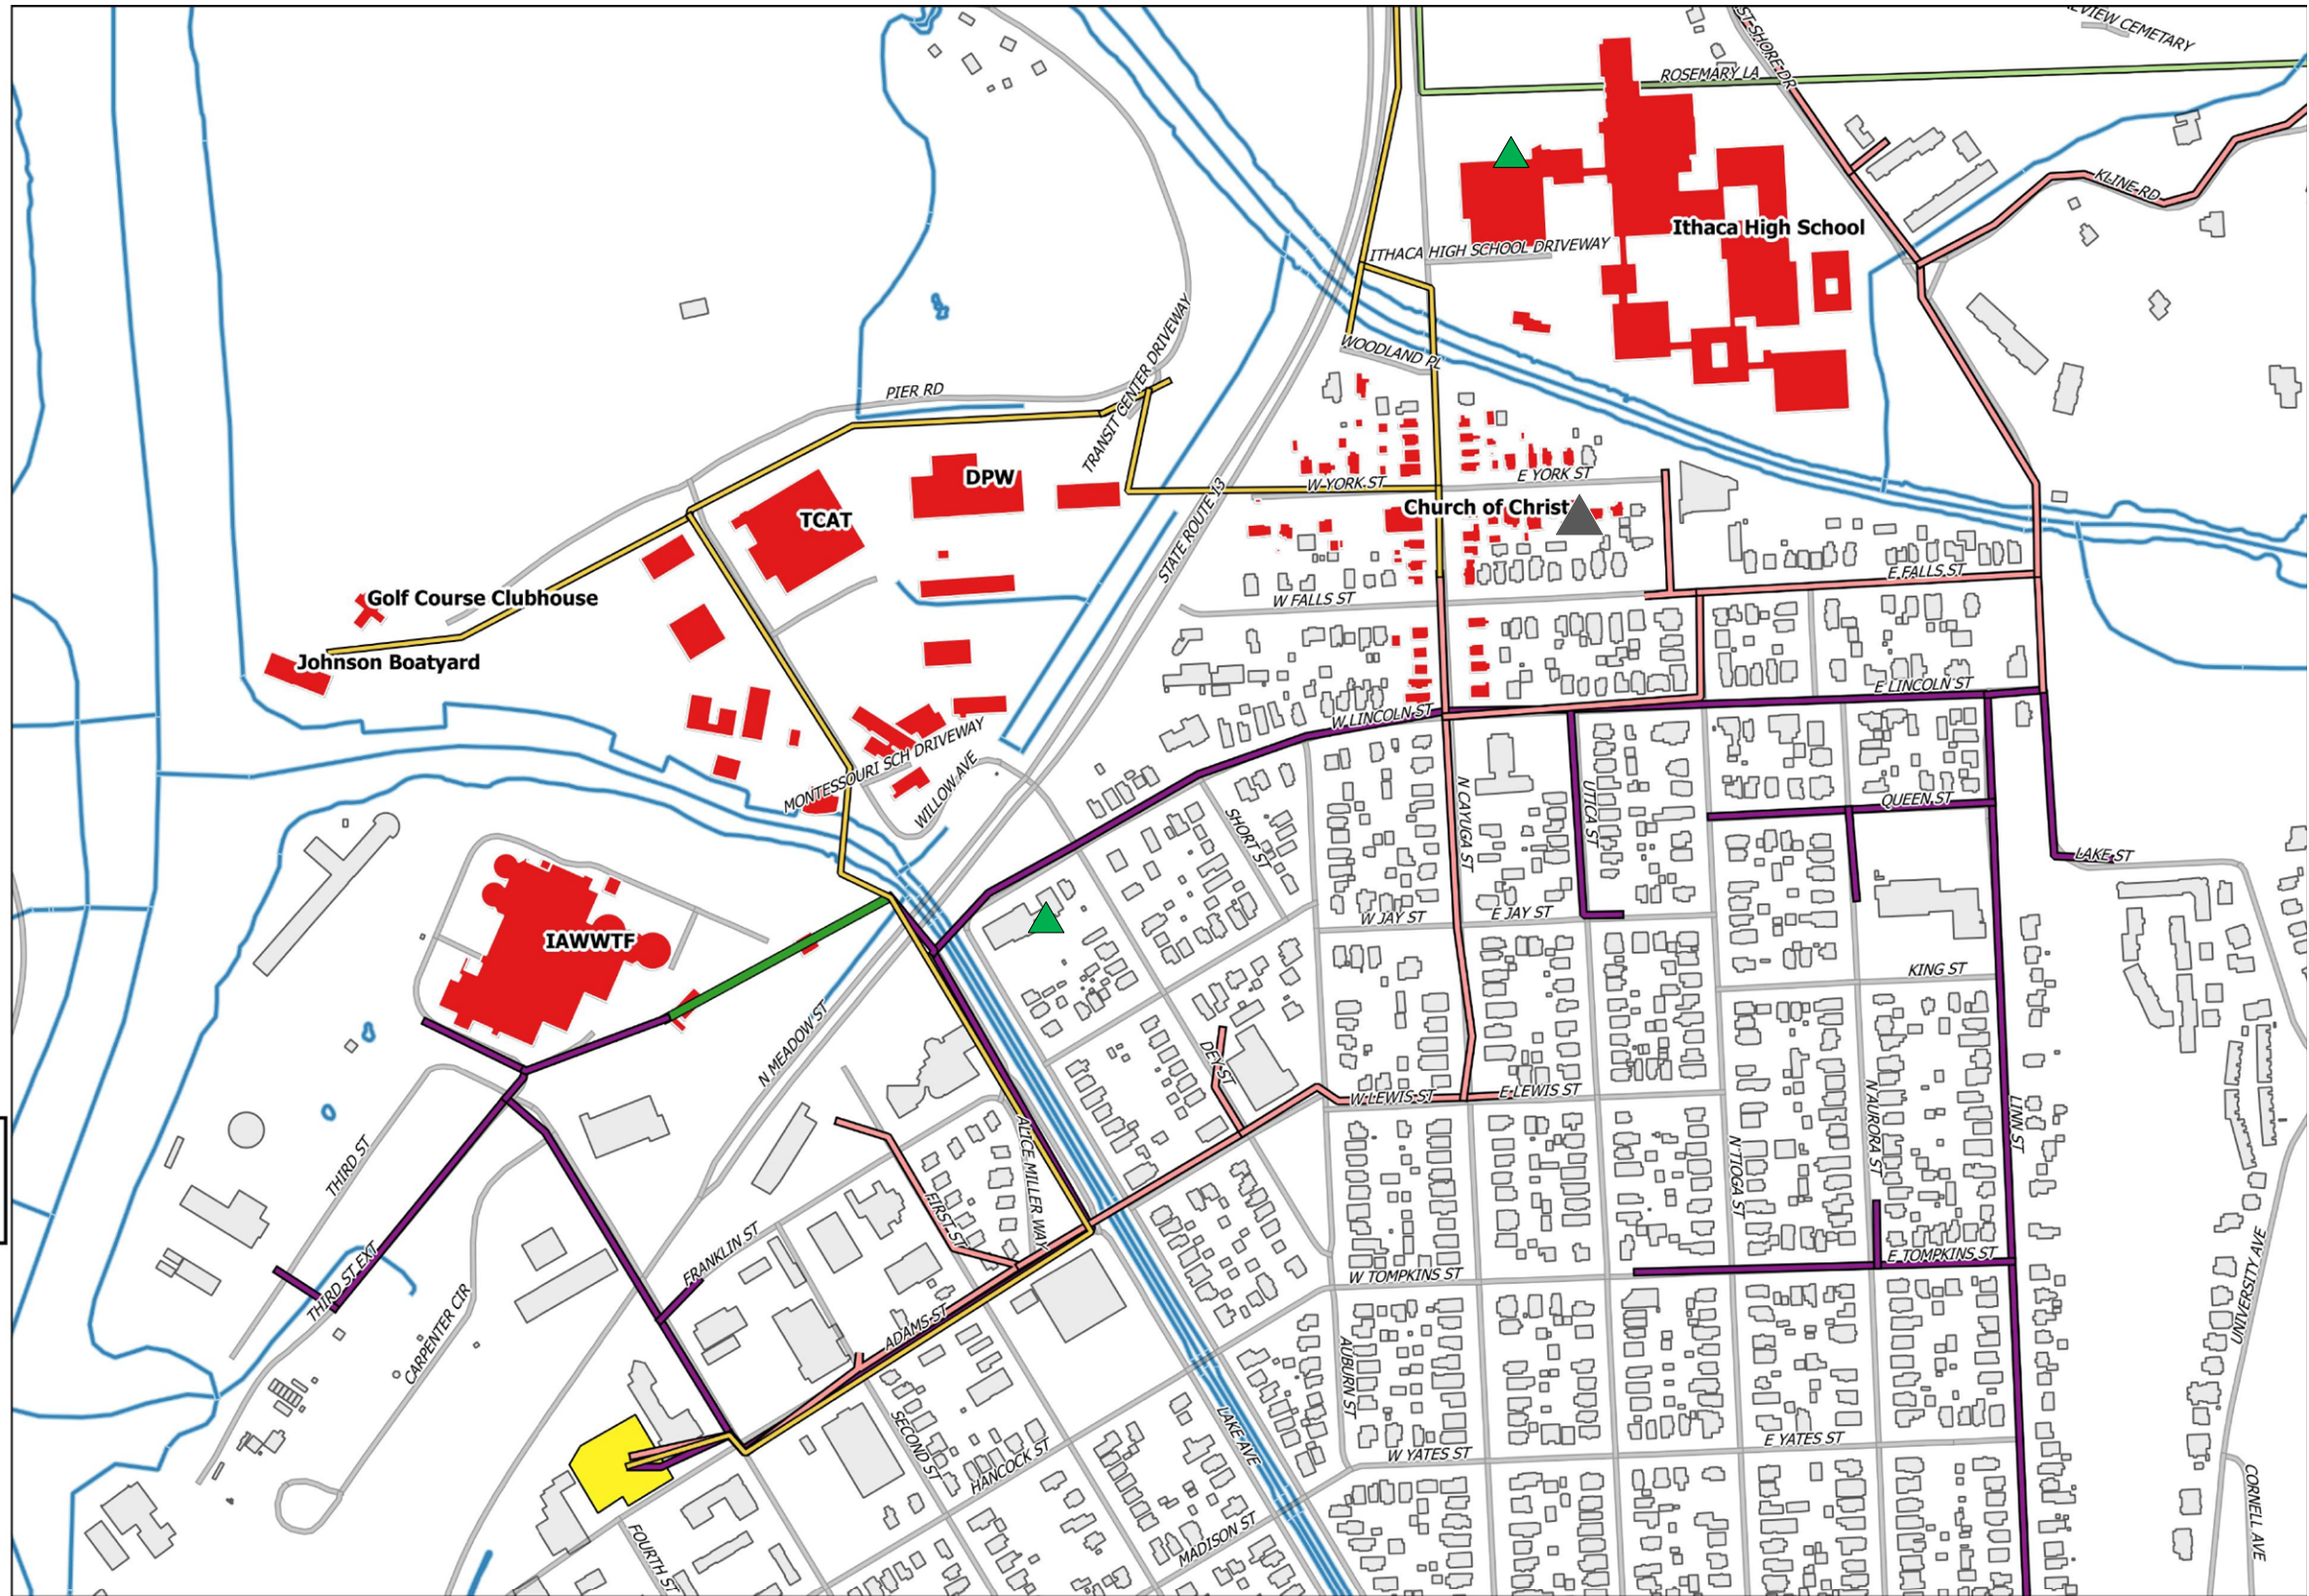 ST SHORE DR
EVIEW CEMETARY
ROSEMARY LA
KLINE RD
Ithaca High School
ITHACA HIGH SCHOOL DRIVEWAY
WOODLAND PL
TRANSIT CENTER DRIVEWAY
PIER RD
DPW
TCAT
W YORK ST
E YORK ST
Church of Christ
STATE ROUTE 13
E FALLS ST
W FALLS ST
Golf Course Clubhouse
Johnson Boatyard
E LINCOLN ST
W LINCOLN ST
MONTESSOURI SCH DRIVEWAY
WILLOW AVE
SHORT ST
N CAYUGA ST
UTICA ST
QUEEN ST
LAKE ST
W JAY ST
E JAY ST
IAWWTF
KING ST
N MEADOW ST
DEY ST
W LEWIS ST
E LEWIS ST
ALICE MILLER WAY
N TIOGA ST
N AURORA ST
LINN ST
THIRD ST
FIRST ST
FRANKLIN ST
W TOMPKINS ST
E TOMPKINS ST
UNIVERSITY AVE
THIRD ST EXT
CARPENTER CIR
ADAMS ST
AUBURN ST
SECOND ST
HANCOCK ST
LAKE AVE
W YATES ST
E YATES ST
CORNELL AVE
FOURTH ST
MADISON ST